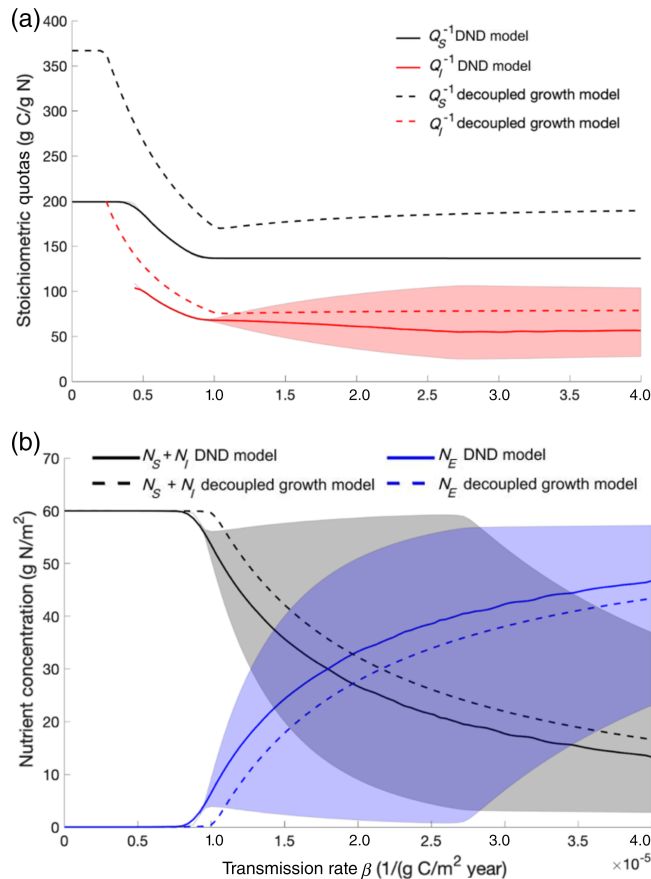 (a)
400
350
300
250
200
150
100
50
0
Stoichiometric quotas (g C/g N)
Q_S^-1 DND model
Q_I^-1 DND model
Q_S^-1 decoupled growth model
Q_I^-1 decoupled growth model
0
0.5
1.0
1.5
2.0
2.5
3.0
3.5
4.0
(b)
N_S + N_I DND model
N_S + N_I decoupled growth model
N_E DND model
N_E decoupled growth model
70
60
50
40
30
20
10
0
Nutrient concentration (g N/m²)
0
0.5
1.0
1.5
2.0
2.5
3.0
3.5
4.0
×10⁻⁵
Transmission rate β (1/(g C/m² year)